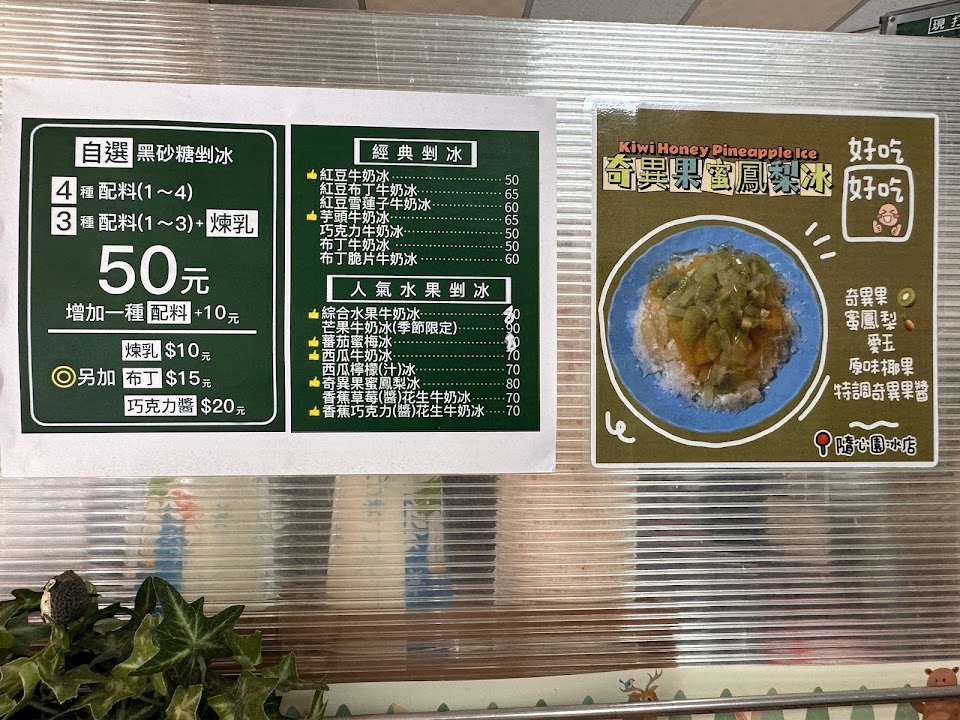 現
自選 黑砂糖剉冰
4種 配料(1～4)
3種 配料(1～3)+ 煉乳
50元
增加一種 配料 +10元
煉乳 $10元
◎另加 布丁 $15元
巧克力醬 $20元
經典剉冰
紅豆牛奶冰 50
紅豆布丁牛奶冰 65
紅豆雪蓮子牛奶冰 60
芋頭牛奶冰 65
巧克力牛奶冰 50
布丁牛奶冰 50
布丁脆片牛奶冰 60
人氣水果剉冰
綜合水果牛奶冰
芒果牛奶冰(季節限定) 90
蕃茄蜜梅冰
西瓜牛奶冰 70
西瓜檸檬(汁)冰 70
奇異果蜜鳳梨冰 80
香蕉草莓(醬)花生牛奶冰 70
香蕉巧克力(醬)花生牛奶冰 70
Kiwi Honey Pineapple Ice
奇異果蜜鳳梨冰
好吃
好吃
奇異果
蜜鳳梨
愛玉
原味椰果
特調奇異果醬
隨心園冰店